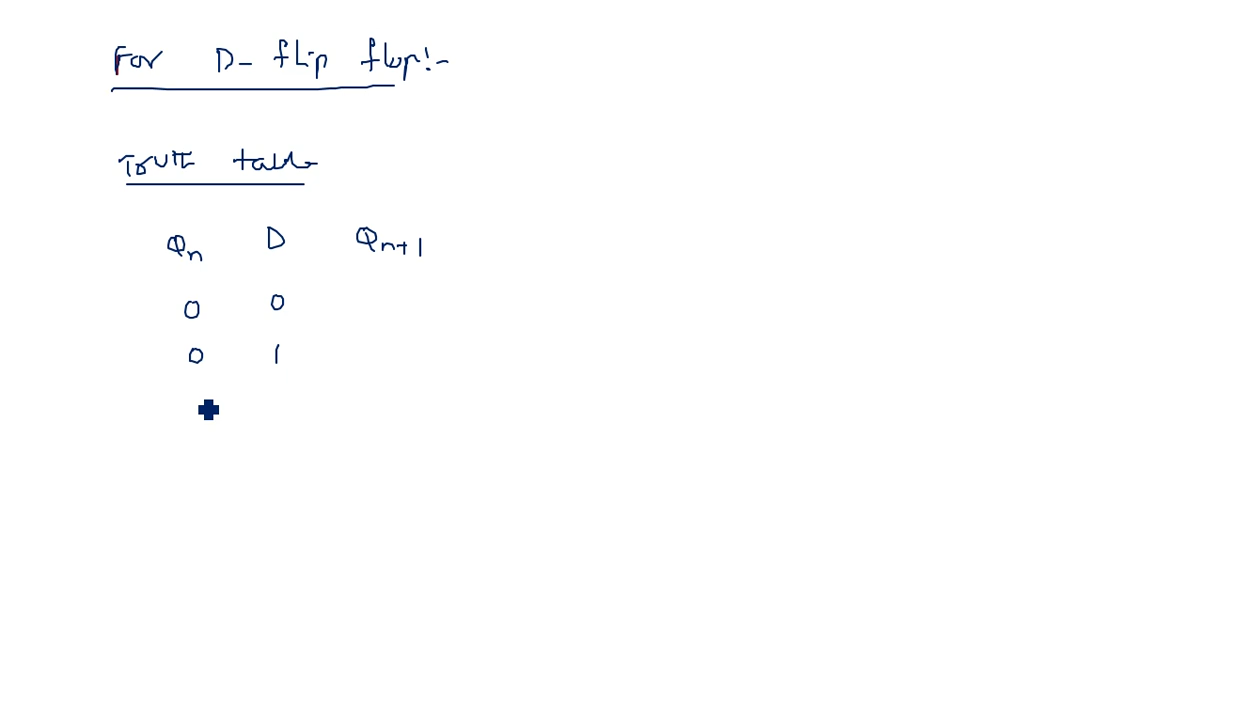 For D- flip flop:-
Truth table
Qn D Qn+1
0 0
0 1